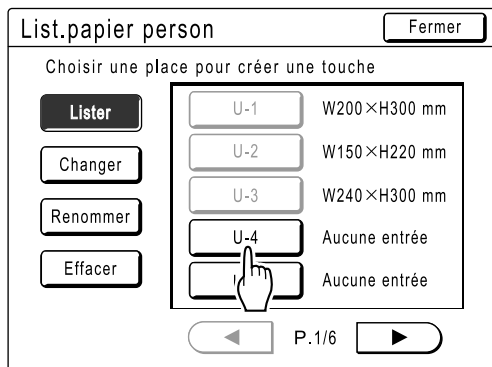 List.papier person
Fermer
Choisir une place pour créer une touche
Lister
U-1 W200×H300 mm
Changer
U-2 W150×H220 mm
U-3 W240×H300 mm
Renommer
U-4 Aucune entrée
Effacer
Aucune entrée
◀ P.1/6 ▶